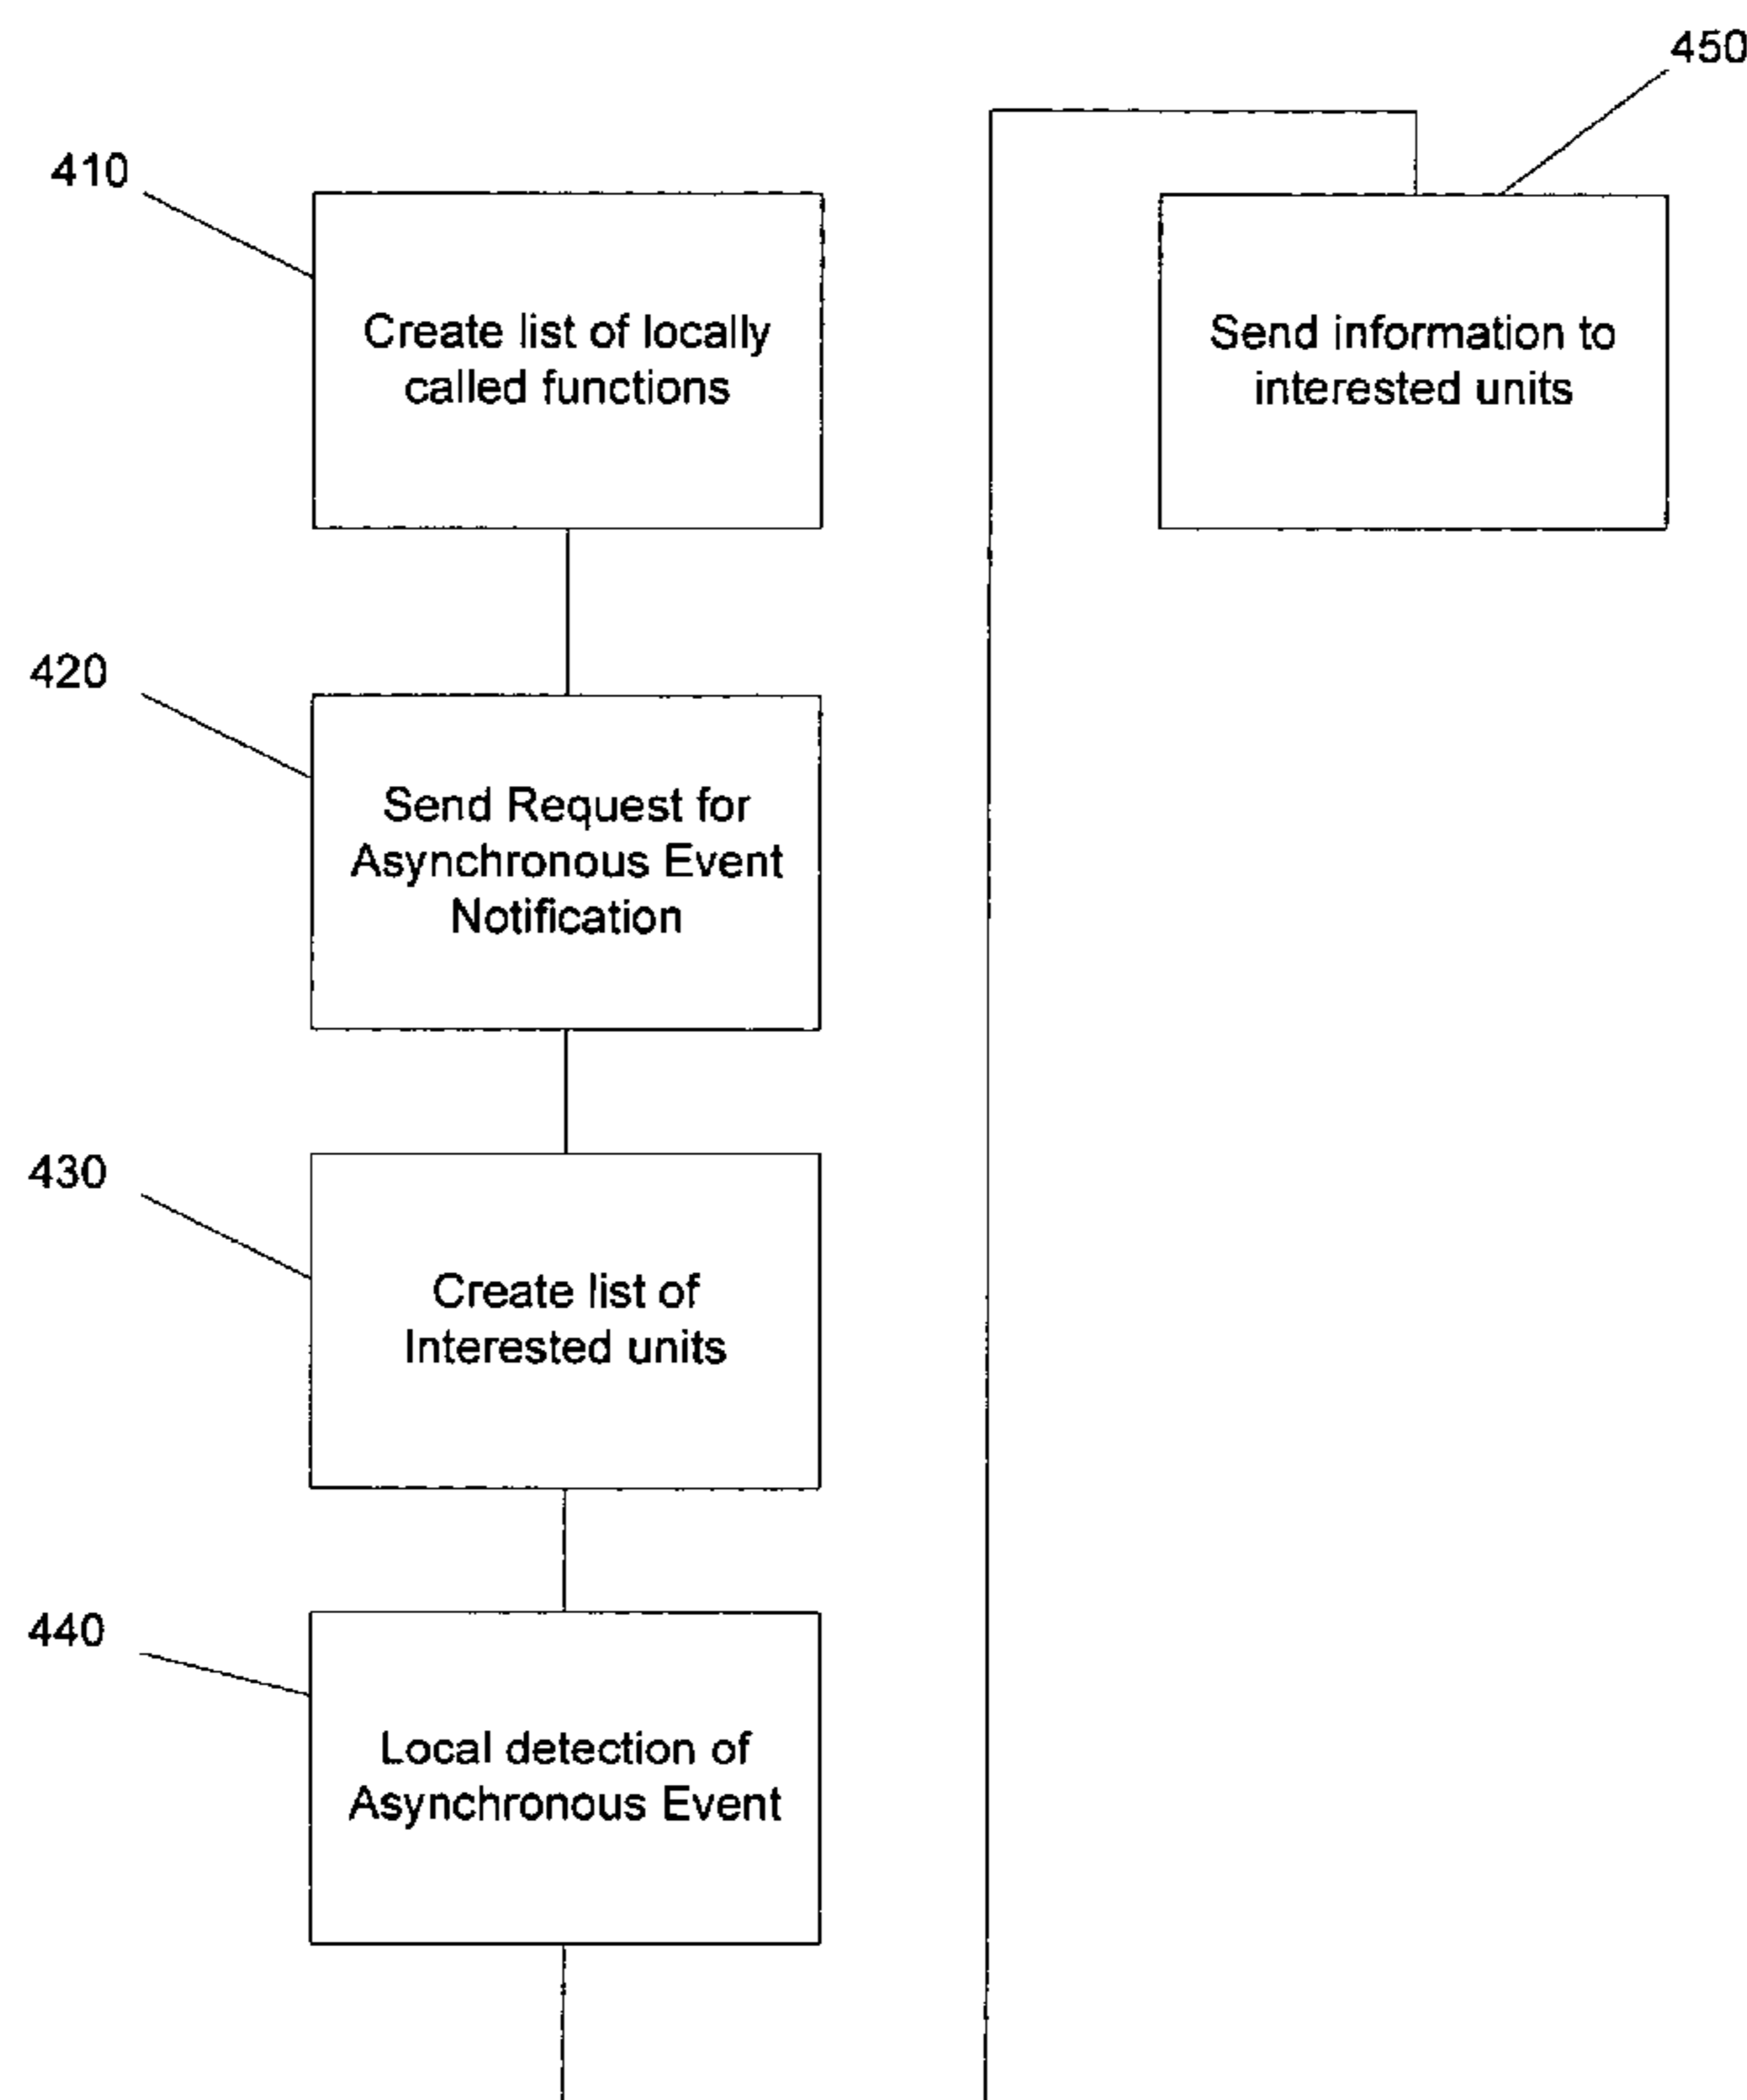 410
Create list of locally
called functions
420
Send Request for
Asynchronous Event
Notification
430
Create list of
Interested units
440
Local detection of
Asynchronous Event
450
Send information to
interested units